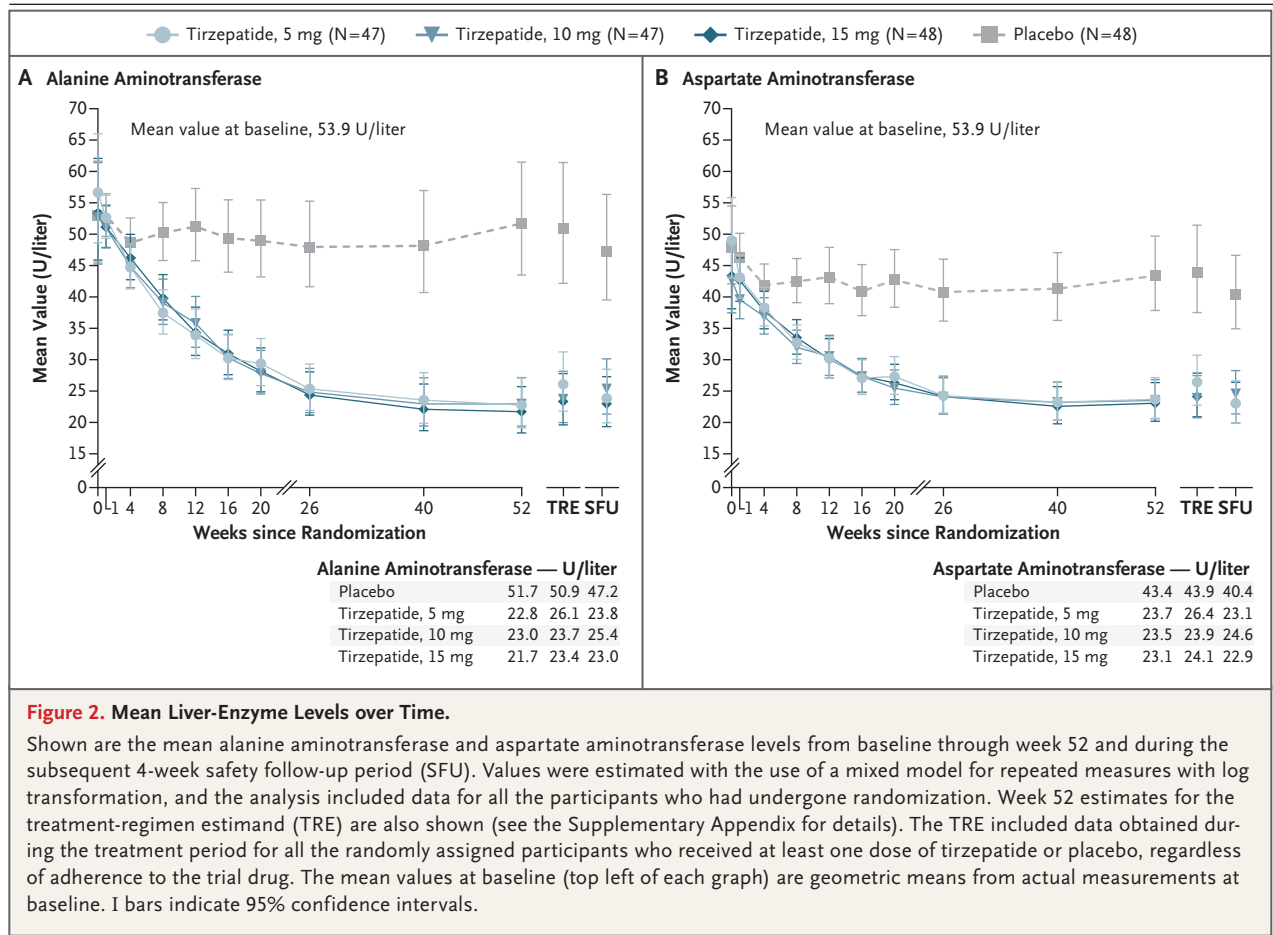 Tirzepatide, 5 mg (N=47) Tirzepatide, 10 mg (N=47) Tirzepatide, 15 mg (N=48) Placebo (N=48)
A Alanine Aminotransferase
Mean value at baseline, 53.9 U/liter
Mean Value (U/liter)
70
65
60
55
50
45
40
35
30
25
20
15
0
0 1 4 8 12 16 20 26 40 52 TRE SFU
Weeks since Randomization
Alanine Aminotransferase — U/liter
Placebo 51.7 50.9 47.2
Tirzepatide, 5 mg 22.8 26.1 23.8
Tirzepatide, 10 mg 23.0 23.7 25.4
Tirzepatide, 15 mg 21.7 23.4 23.0
B Aspartate Aminotransferase
Mean value at baseline, 53.9 U/liter
Mean Value (U/liter)
70
65
60
55
50
45
40
35
30
25
20
15
0
0 1 4 8 12 16 20 26 40 52 TRE SFU
Weeks since Randomization
Aspartate Aminotransferase — U/liter
Placebo 43.4 43.9 40.4
Tirzepatide, 5 mg 23.7 26.4 23.1
Tirzepatide, 10 mg 23.5 23.9 24.6
Tirzepatide, 15 mg 23.1 24.1 22.9
Figure 2. Mean Liver-Enzyme Levels over Time.
Shown are the mean alanine aminotransferase and aspartate aminotransferase levels from baseline through week 52 and during the
subsequent 4-week safety follow-up period (SFU). Values were estimated with the use of a mixed model for repeated measures with log
transformation, and the analysis included data for all the participants who had undergone randomization. Week 52 estimates for the
treatment-regimen estimand (TRE) are also shown (see the Supplementary Appendix for details). The TRE included data obtained dur-
ing the treatment period for all the randomly assigned participants who received at least one dose of tirzepatide or placebo, regardless
of adherence to the trial drug. The mean values at baseline (top left of each graph) are geometric means from actual measurements at
baseline. I bars indicate 95% confidence intervals.